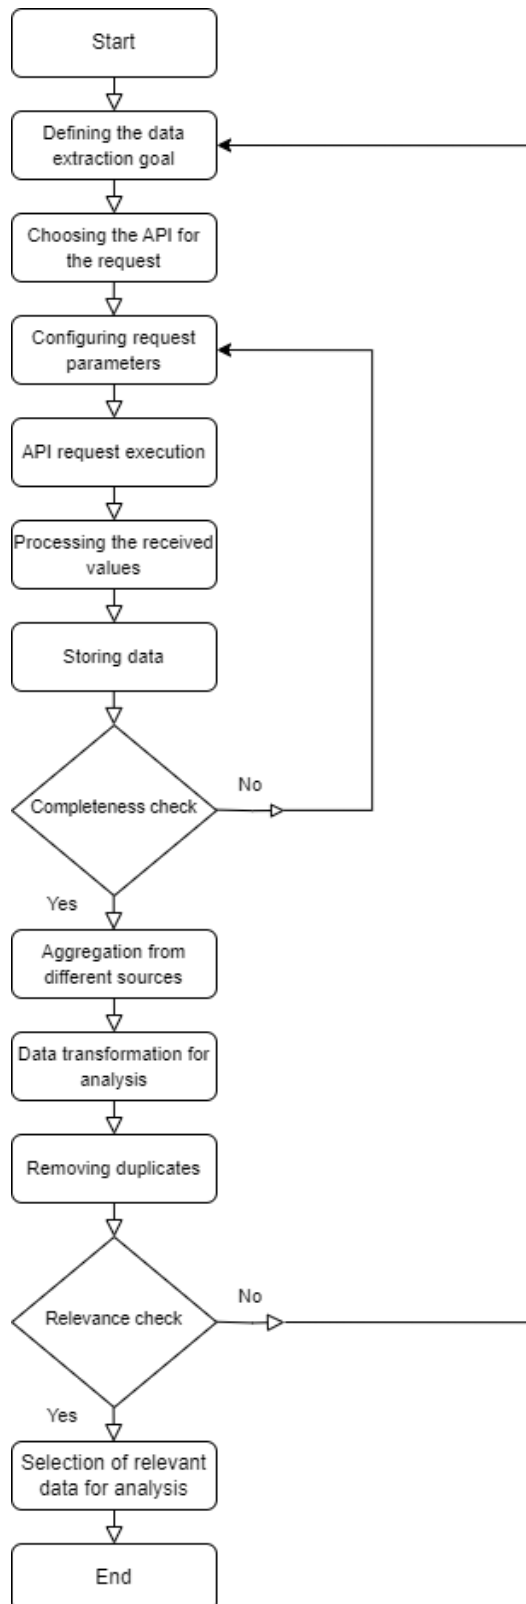 Start
Defining the data
extraction goal
Choosing the API for
the request
Configuring request
parameters
API request execution
Processing the received
values
Storing data
Completeness check
No
Yes
Aggregation from
different sources
Data transformation for
analysis
Removing duplicates
Relevance check
No
Yes
Selection of relevant
data for analysis
End